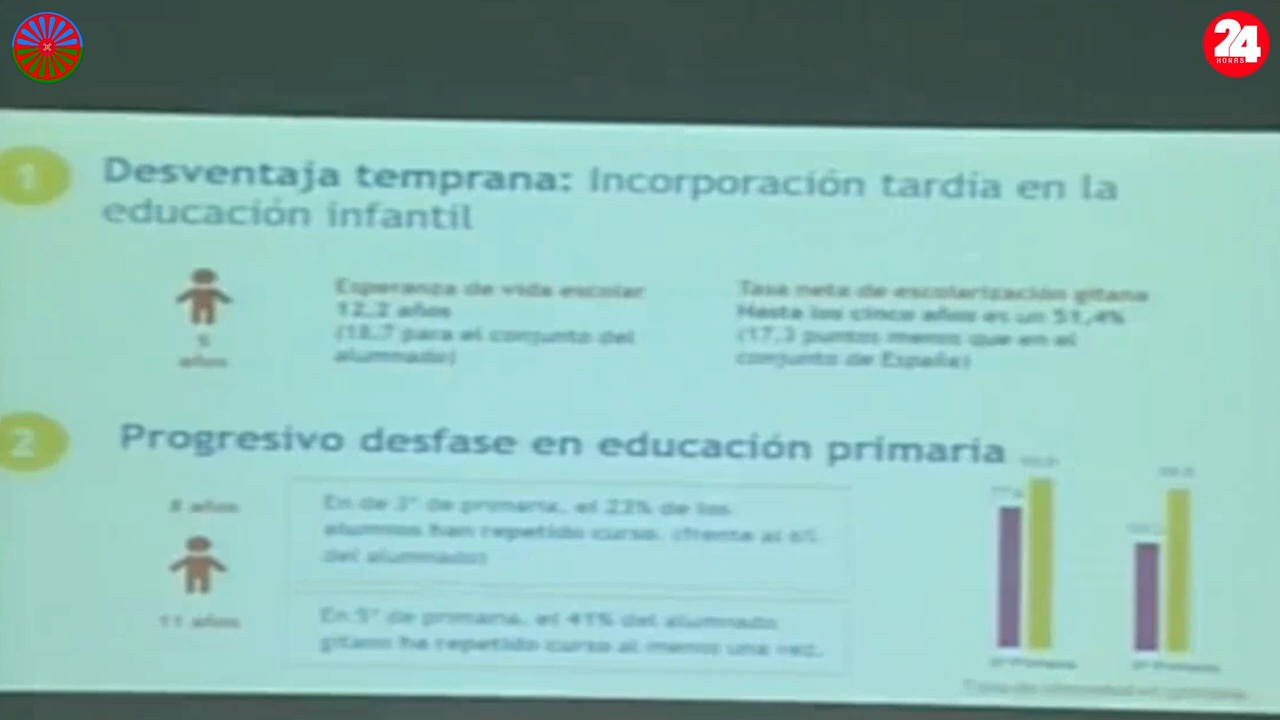 24
HORAS
1
Desventaja temprana: Incorporación tardía en la
educación infantil
Esperanza de vida escolar
12,2 años
(18,7 para el conjunto del
alumnado)
Tasa neta de escolarización gitana
Hasta los cinco años es un 51,4%
(17,3 puntos menos que en el
conjunto de España)
5
años
2
Progresivo desfase en educación primaria
8 años
En de 3º de primaria, el 23% de los
alumnos han repetido curso. (frente al 6%
del alumnado)
11 años
En 5º de primaria, el 41% del alumnado
gitano ha repetido curso al menos una vez.